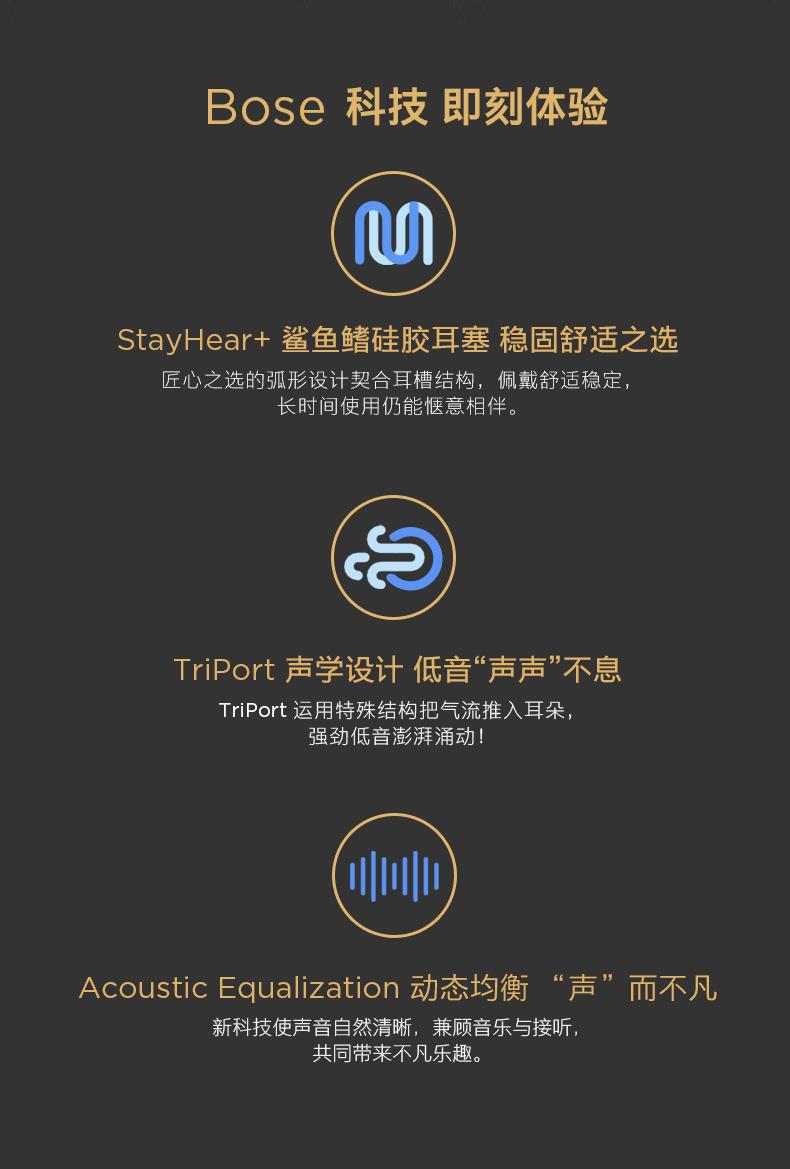 Bose 科技 即刻体验
StayHear+ 鲨鱼鳍硅胶耳塞 稳固舒适之选
匠心之选的弧形设计契合耳槽结构，佩戴舒适稳定，
长时间使用仍能惬意相伴。
TriPort 声学设计 低音“声声”不息
TriPort 运用特殊结构把气流推入耳朵，
强劲低音澎湃涌动！
Acoustic Equalization 动态均衡 “声”而不凡
新科技使声音自然清晰，兼顾音乐与接听，
共同带来不凡乐趣。